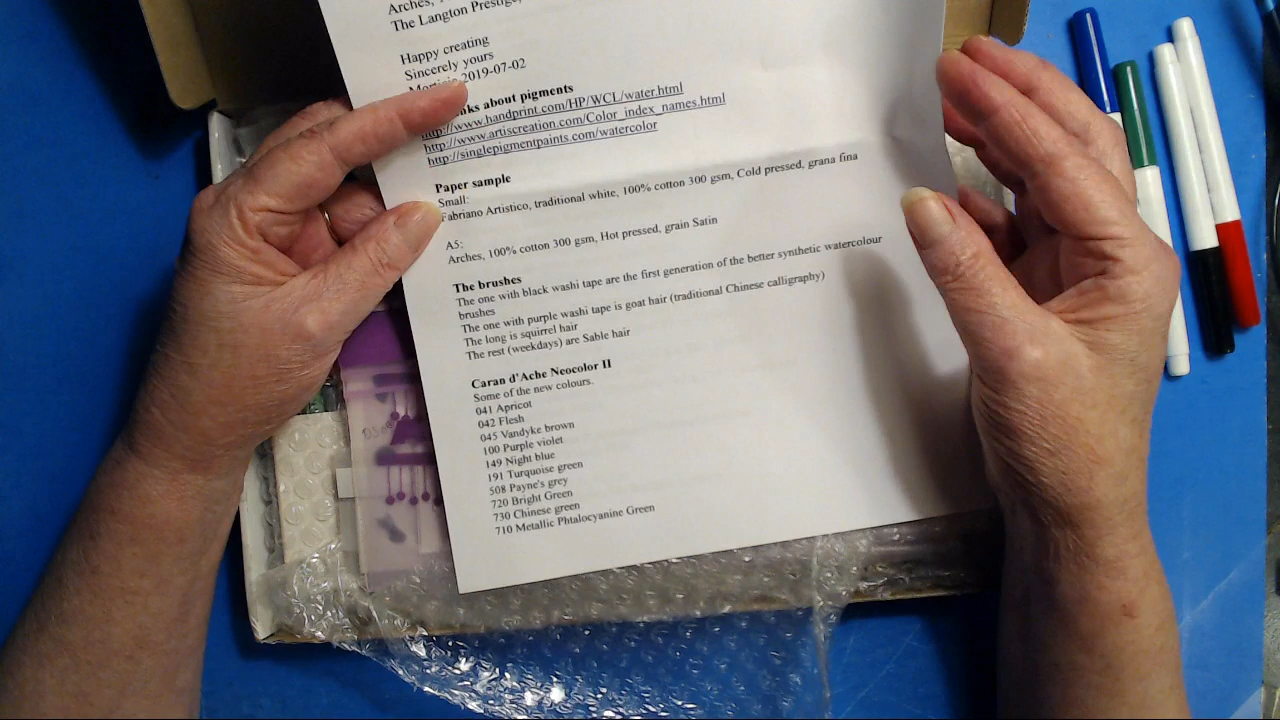 Arches,
The Langton Prestige,
Happy creating
Sincerely yours
2019-07-02
about pigments
http://www.handprint.com/HP/WCL/water.html
http://www.artiscreation.com/Color_index_names.html
http://singlepigmentpaints.com/watercolor
Paper sample
Small:
Fabriano Artistico, traditional white, 100% cotton 300 gsm, Cold pressed, grana fina
A5:
Arches, 100% cotton 300 gsm, Hot pressed, grain Satin
The brushes
The one with black washi tape are the first generation of the better synthetic watercolour
brushes
The one with purple washi tape is goat hair (traditional Chinese calligraphy)
The long is squirrel hair
The rest (weekdays) are Sable hair
Caran d'Ache Neocolor II
Some of the new colours.
041 Apricot
042 Flesh
045 Vandyke brown
100 Purple violet
149 Night blue
191 Turquoise green
508 Payne's grey
720 Bright Green
730 Chinese green
710 Metallic Phtalocyanine Green